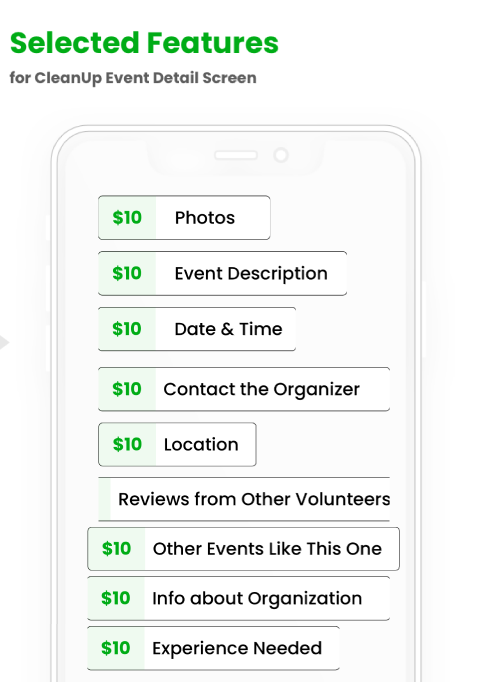 Selected Features
for CleanUp Event Detail Screen
$10 Photos
$10 Event Description
$10 Date & Time
$10 Contact the Organizer
$10 Location
Reviews from Other Volunteers
$10 Other Events Like This One
$10 Info about Organization
$10 Experience Needed